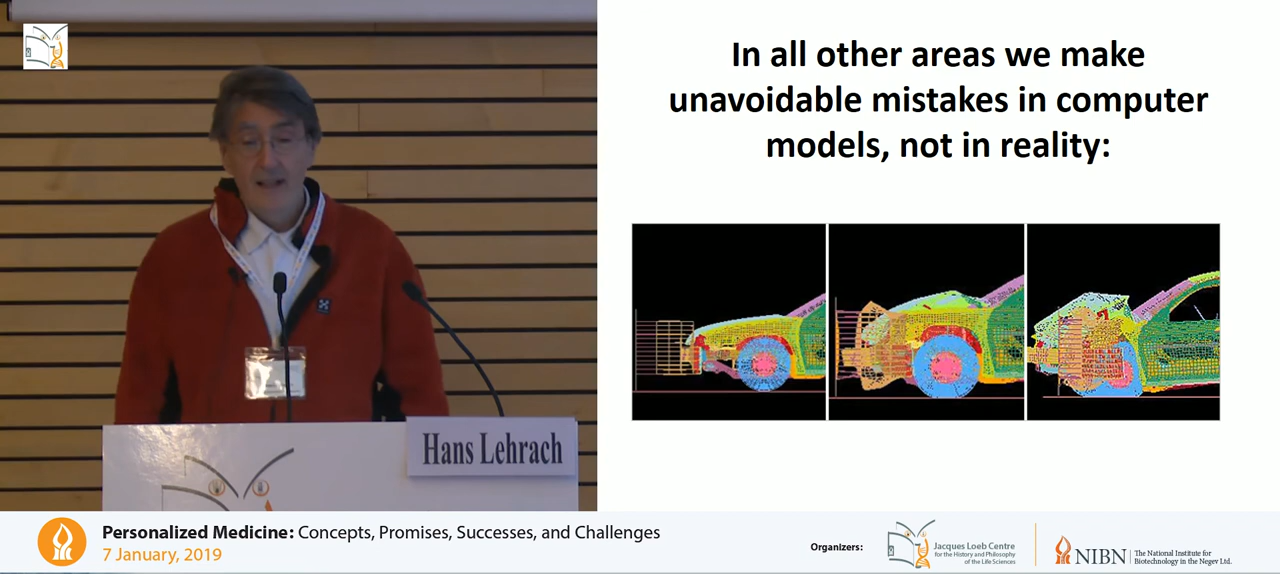 In all other areas we make
unavoidable mistakes in computer
models, not in reality:
Hans Lehrach
Personalized Medicine: Concepts, Promises, Successes, and Challenges
7 January, 2019
Organizers:
Jacques Loeb Centre
for the History and Philosophy
of the Life Sciences
NIBN
The National Institute for
Biotechnology in the Negev Ltd.